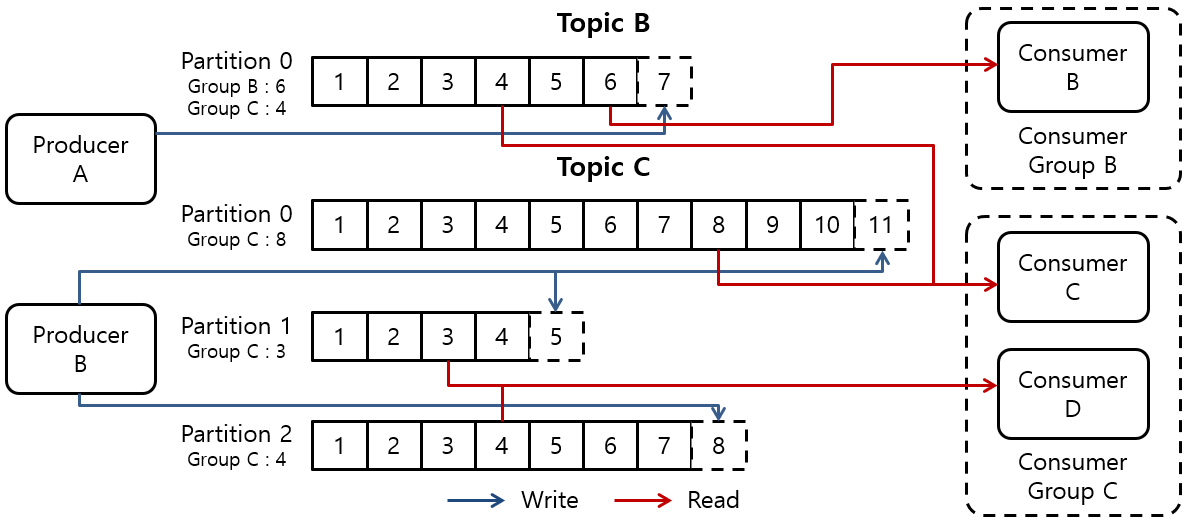 Topic B
Partition 0
Group B : 6
Group C : 4
1 2 3 4 5 6 7
Consumer
B
Consumer
Group B
Producer
A
Topic C
Partition 0
Group C : 8
1 2 3 4 5 6 7 8 9 10 11
Consumer
C
Producer
B
Partition 1
Group C : 3
1 2 3 4 5
Consumer
D
Partition 2
Group C : 4
1 2 3 4 5 6 7 8
Consumer
Group C
Write
Read